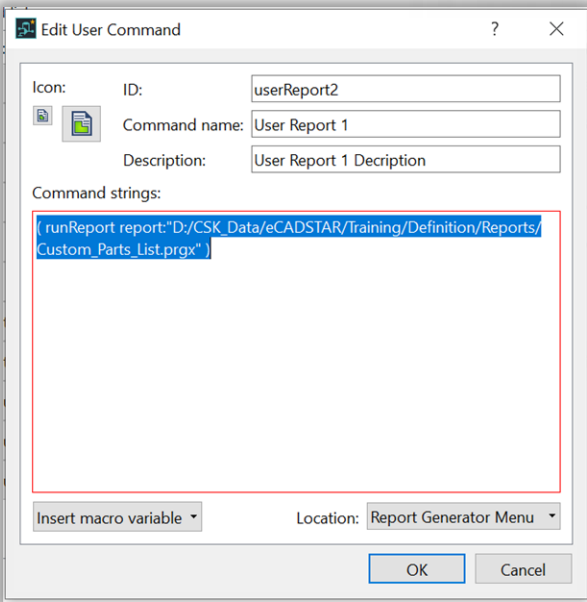 Edit User Command
?
Icon:
ID:
userReport2
Command name:
User Report 1
Description:
User Report 1 Decription
Command strings:
( runReport report:"D:/CSK_Data/eCADSTAR/Training/Definition/Reports/
Custom_Parts_List.prgx" )
Insert macro variable
Location:
Report Generator Menu
OK
Cancel